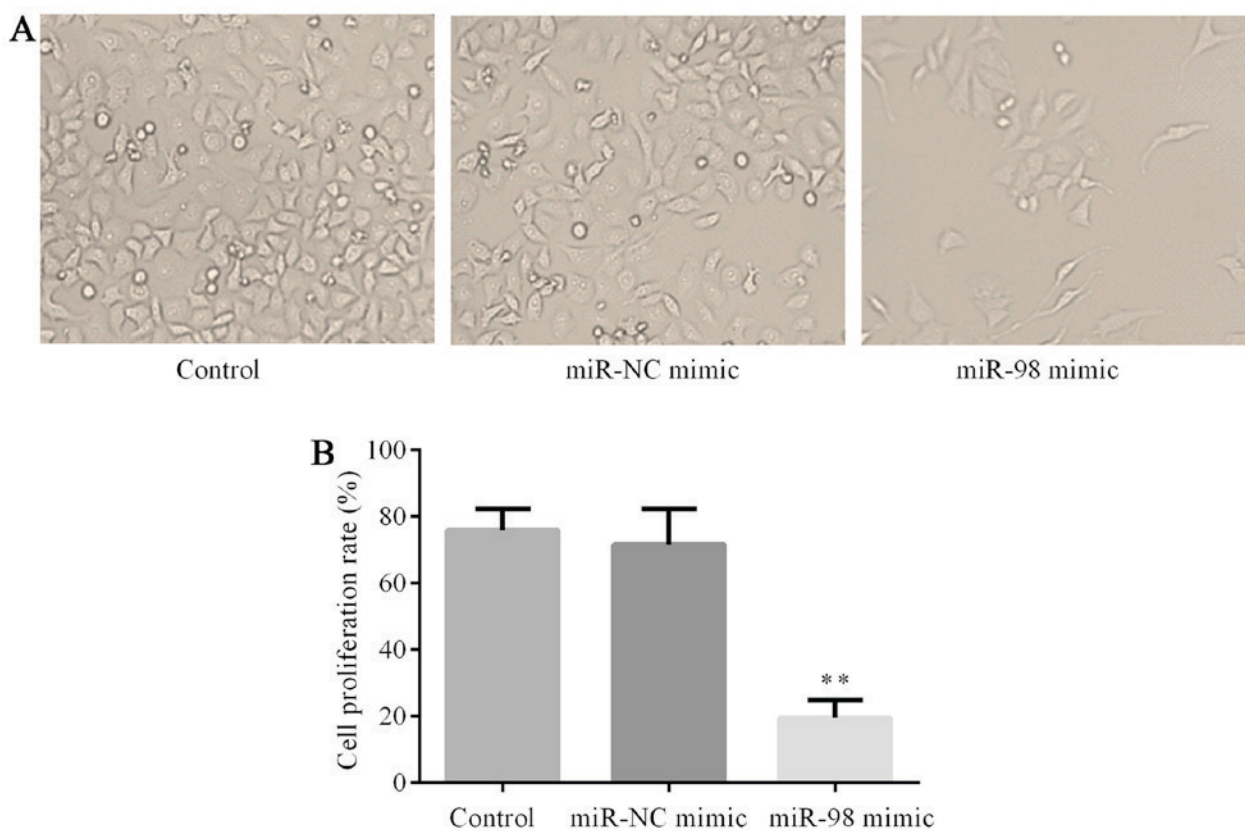 A
Control
miR-NC mimic
miR-98 mimic
B
Cell proliferation rate (%)
100
80
60
40
20
0
**
Control
miR-NC mimic
miR-98 mimic